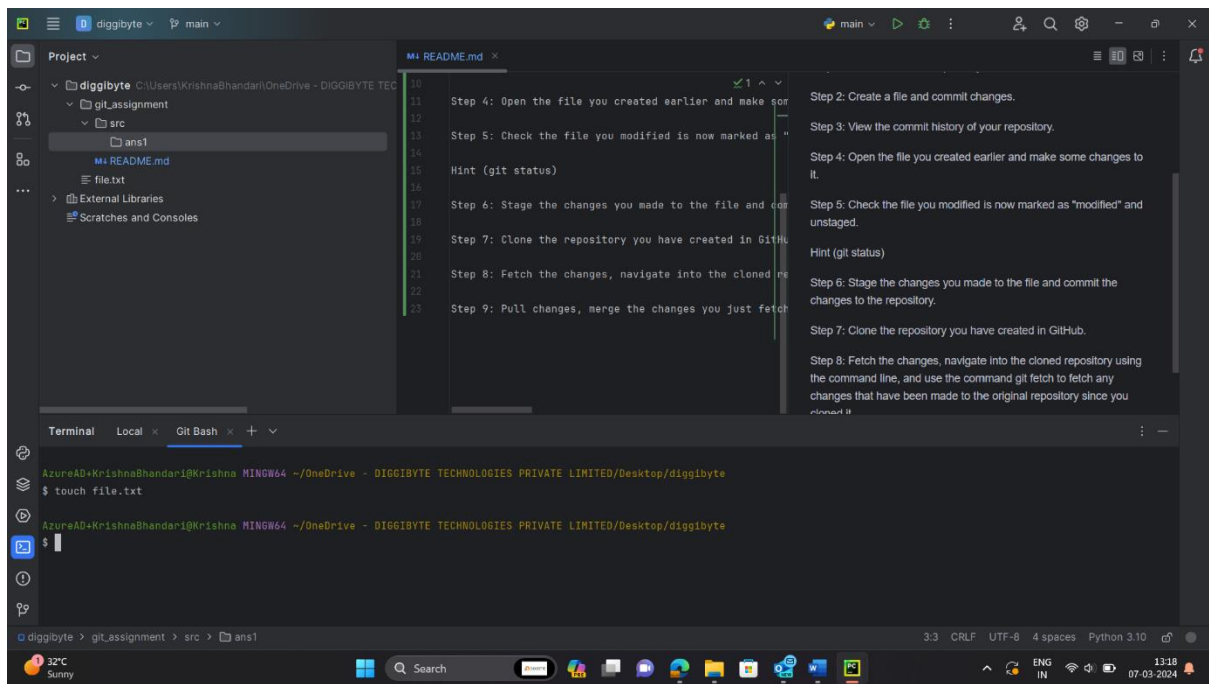 D diggibyte main
main
Project
README.md
diggibyte C:\Users\KrishnaBhandari\OneDrive - DIGGIBYTE TEC
git_assignment
src
ans1
README.md
file.txt
External Libraries
Scratches and Consoles
1
10
11 Step 4: Open the file you created earlier and make som
12
13 Step 5: Check the file you modified is now marked as "
14
15 Hint (git status)
16
17 Step 6: Stage the changes you made to the file and com
18
19 Step 7: Clone the repository you have created in GitHu
20
21 Step 8: Fetch the changes, navigate into the cloned re
22
23 Step 9: Pull changes, merge the changes you just fetch
Step 2: Create a file and commit changes.
Step 3: View the commit history of your repository.
Step 4: Open the file you created earlier and make some changes to
it.
Step 5: Check the file you modified is now marked as "modified" and
unstaged.
Hint (git status)
Step 6: Stage the changes you made to the file and commit the
changes to the repository.
Step 7: Clone the repository you have created in GitHub.
Step 8: Fetch the changes, navigate into the cloned repository using
the command line, and use the command git fetch to fetch any
changes that have been made to the original repository since you
cloned it
Terminal Local Git Bash
AzureAD+KrishnaBhandari@Krishna MINGW64 ~/OneDrive - DIGGIBYTE TECHNOLOGIES PRIVATE LIMITED/Desktop/diggibyte
$ touch file.txt
AzureAD+KrishnaBhandari@Krishna MINGW64 ~/OneDrive - DIGGIBYTE TECHNOLOGIES PRIVATE LIMITED/Desktop/diggibyte
$
diggibyte > git_assignment > src > ans1
3:3 CRLF UTF-8 4 spaces Python 3.10
1
32°C
Sunny
Search
ENG
IN
13:18
07-03-2024